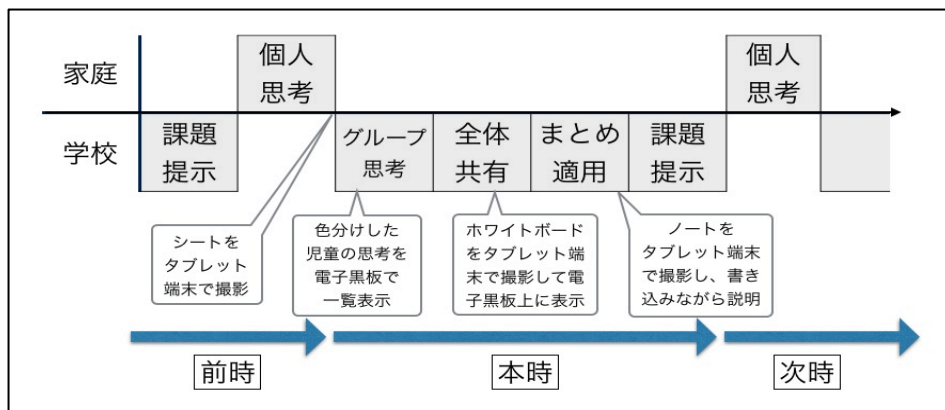 家庭
個人
思考
個人
思考
学校
課題
提示
グループ
思考
全体
共有
まとめ
適用
課題
提示
シートを
タブレット
端末で撮影
色分けした
児童の思考を
電子黒板で
一覧表示
ホワイトボード
をタブレット端
末で撮影して電
子黒板上に表示
ノートを
タブレット端末
で撮影し、書き
込みながら説明
前時
本時
次時